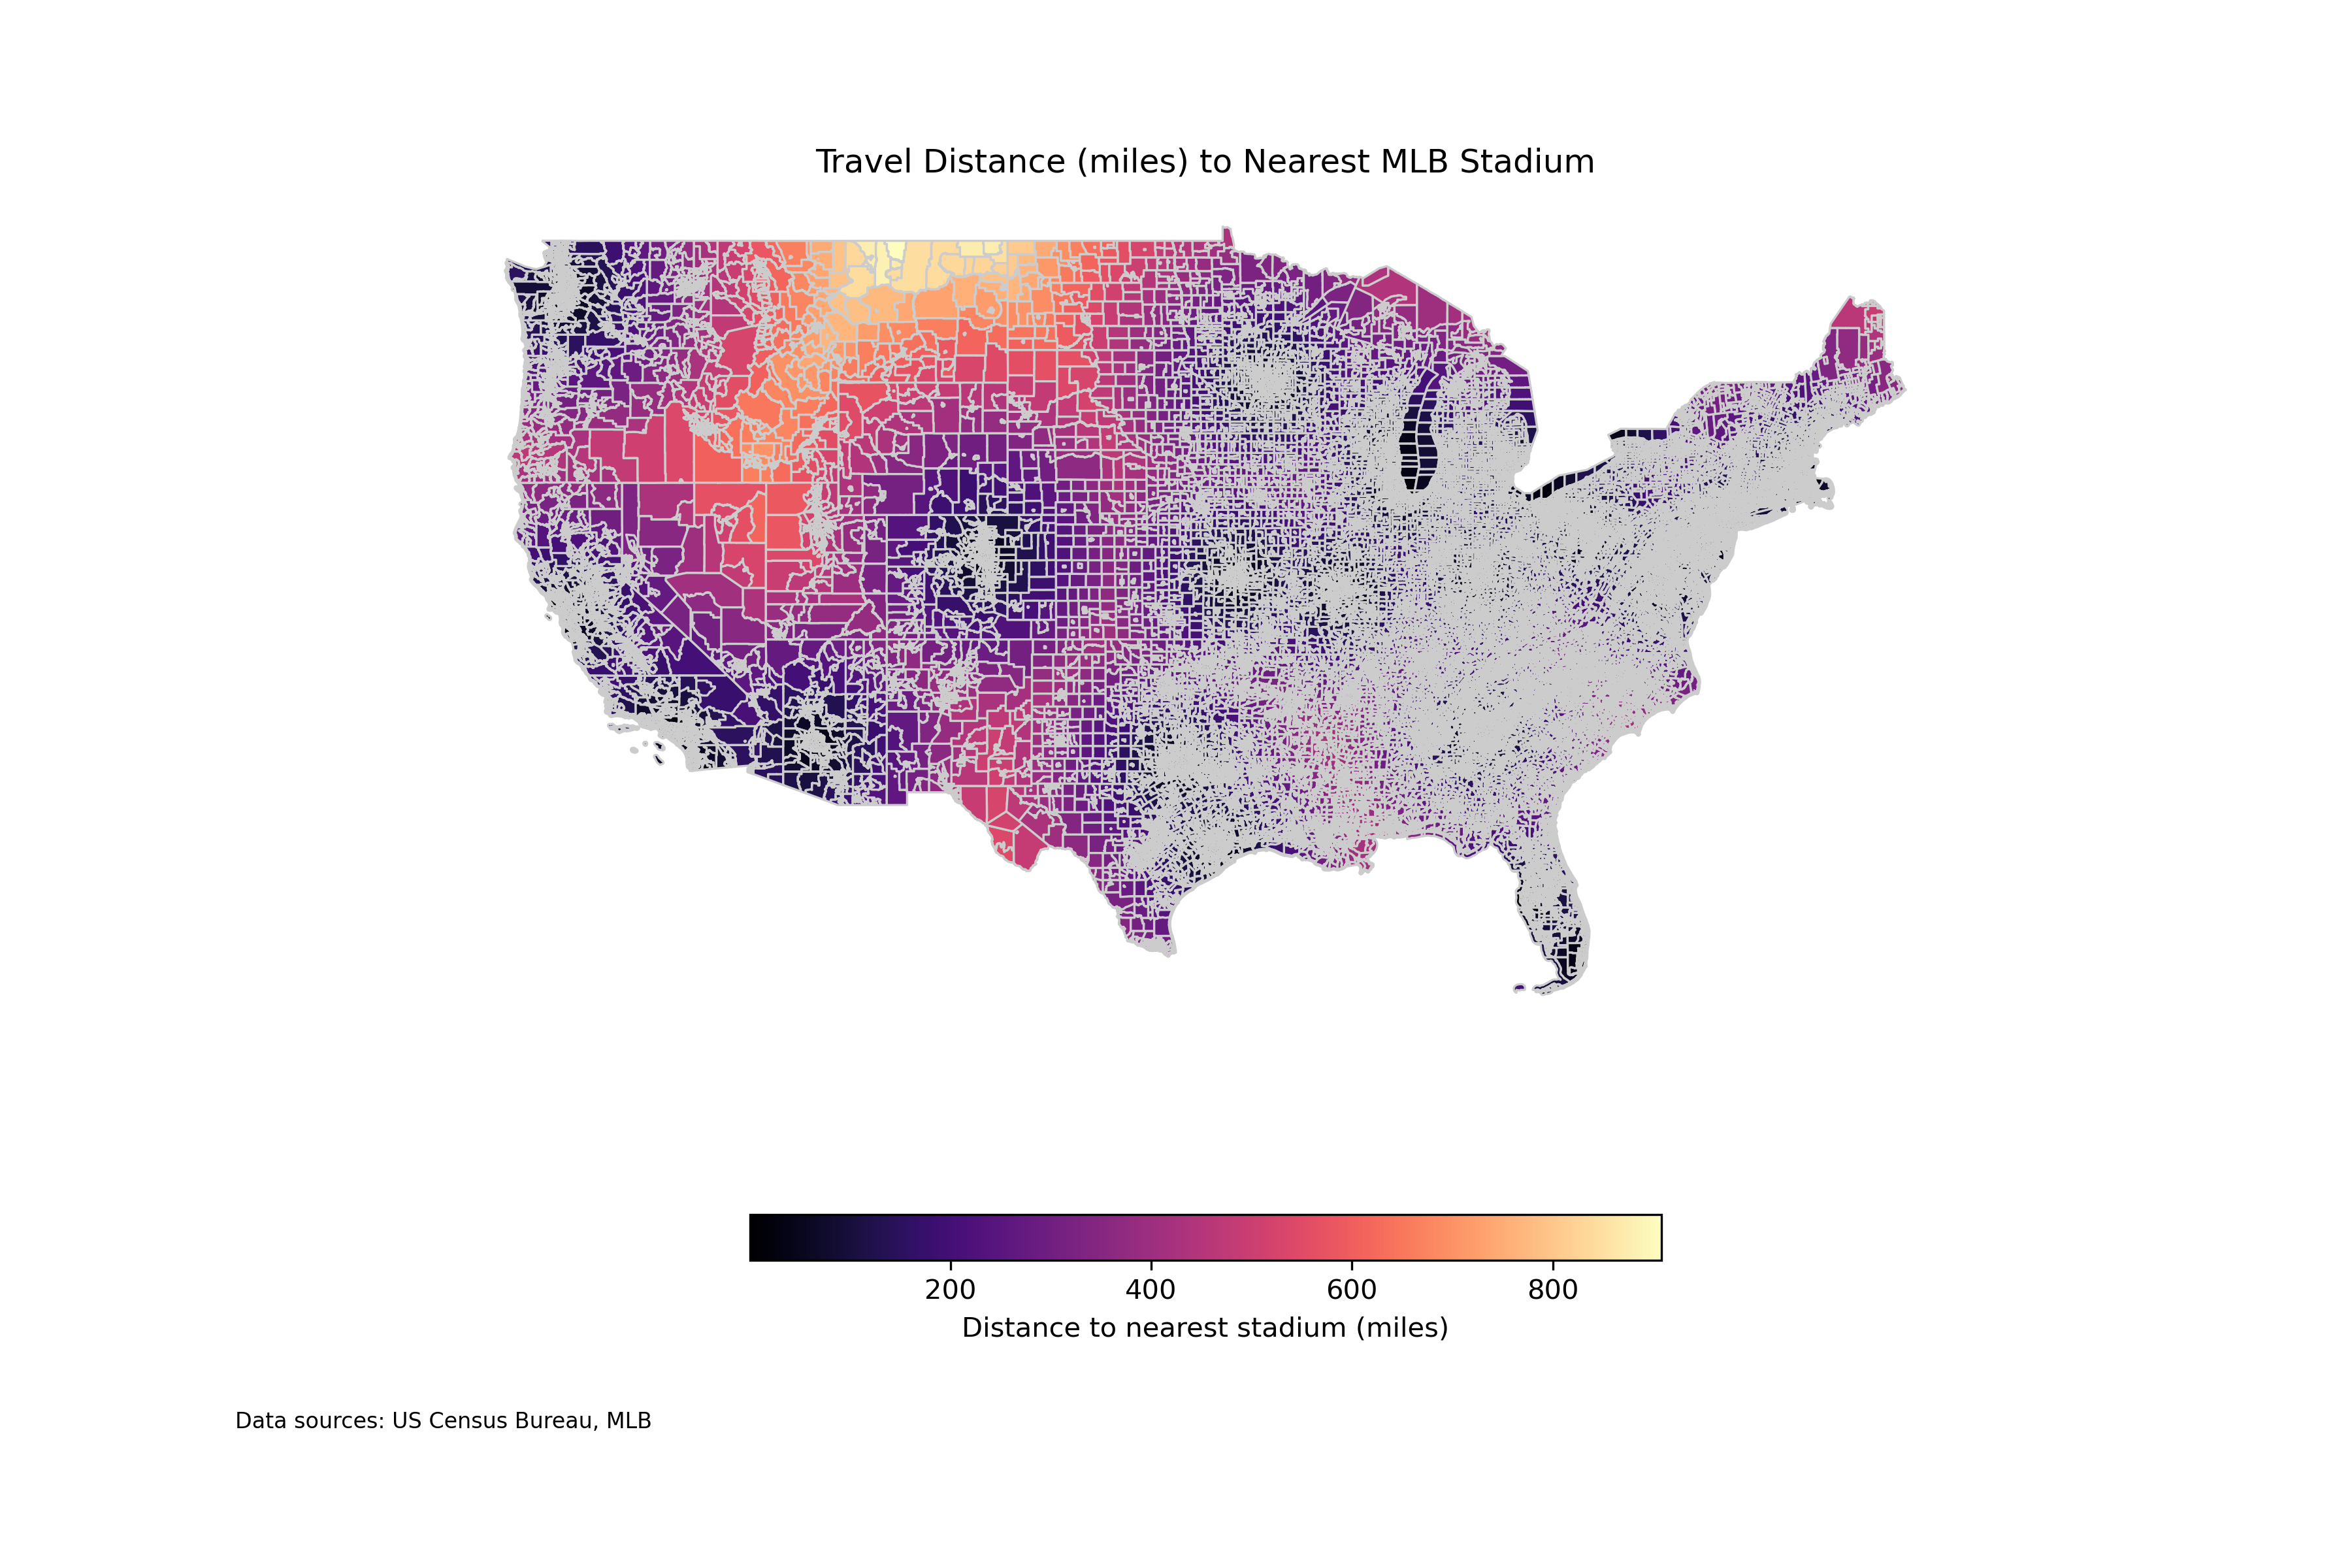 Travel Distance (miles) to Nearest MLB Stadium
200 400 600 800
Distance to nearest stadium (miles)
Data sources: US Census Bureau, MLB